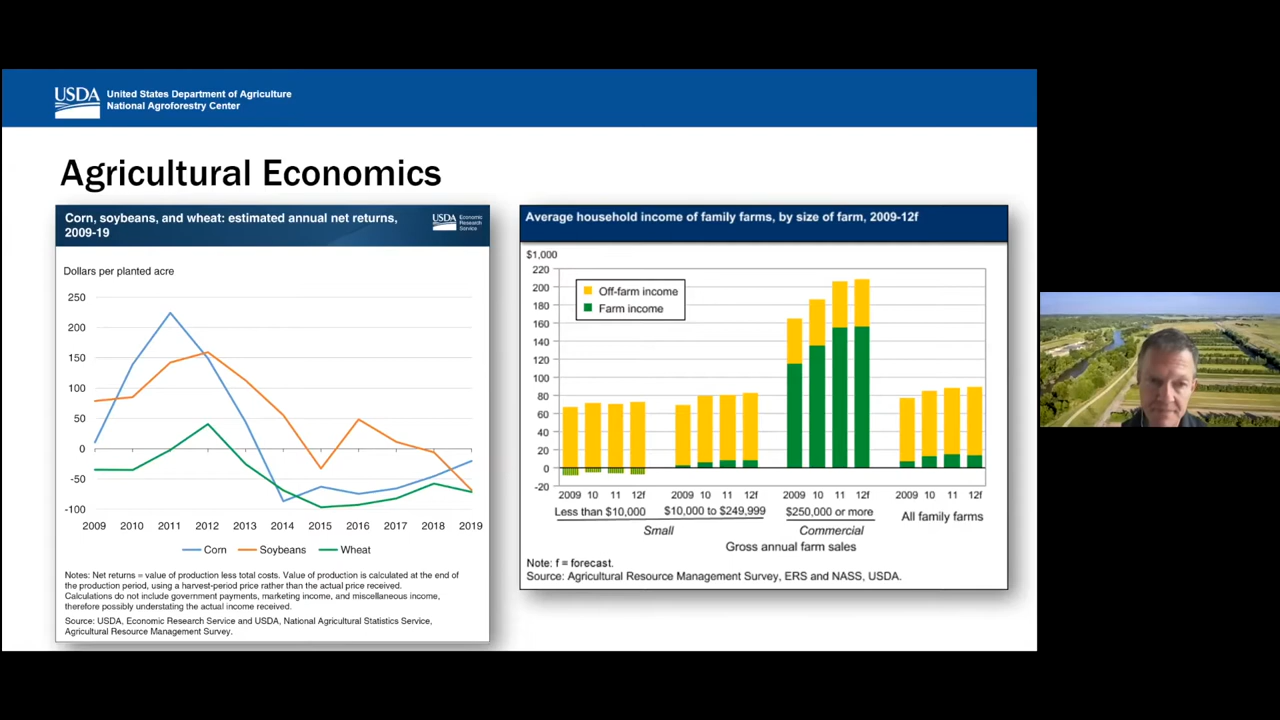 USDA
United States Department of Agriculture
National Agroforestry Center
Agricultural Economics
Corn, soybeans, and wheat: estimated annual net returns,
2009-19
USDA
Economic
Research
Service
Dollars per planted acre
250
200
150
100
50
0
-50
-100
2009 2010 2011 2012 2013 2014 2015 2016 2017 2018 2019
Corn Soybeans Wheat
Notes: Net returns = value of production less total costs. Value of production is calculated at the end of
the production period, using a harvest-period price rather than the actual price received.
Calculations do not include government payments, marketing income, and miscellaneous income,
therefore possibly understating the actual income received.
Source: USDA, Economic Research Service and USDA, National Agricultural Statistics Service,
Agricultural Resource Management Survey.
Average household income of family farms, by size of farm, 2009-12f
$1,000
220
200
180
160
140
120
100
80
60
40
20
0
-20
Off-farm income
Farm income
2009 10 11 12f 2009 10 11 12f 2009 10 11 12f 2009 10 11 12f
Less than $10,000 $10,000 to $249,999 $250,000 or more All family farms
Small Commercial
Gross annual farm sales
Note: f = forecast.
Source: Agricultural Resource Management Survey, ERS and NASS, USDA.